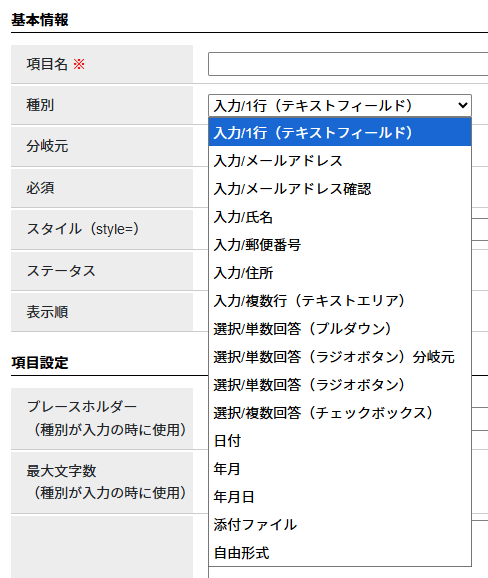 基本情報
項目名 ※
種別
入力/1行（テキストフィールド）
入力/1行（テキストフィールド）
入力/メールアドレス
入力/メールアドレス確認
入力/氏名
入力/郵便番号
入力/住所
入力/複数行（テキストエリア）
選択/単数回答（プルダウン）
選択/単数回答（ラジオボタン）分岐元
選択/単数回答（ラジオボタン）
選択/複数回答（チェックボックス）
日付
年月
年月日
添付ファイル
自由形式
分岐元
必須
スタイル（style=）
ステータス
表示順
項目設定
プレースホルダー
（種別が入力の時に使用）
最大文字数
（種別が入力の時に使用）